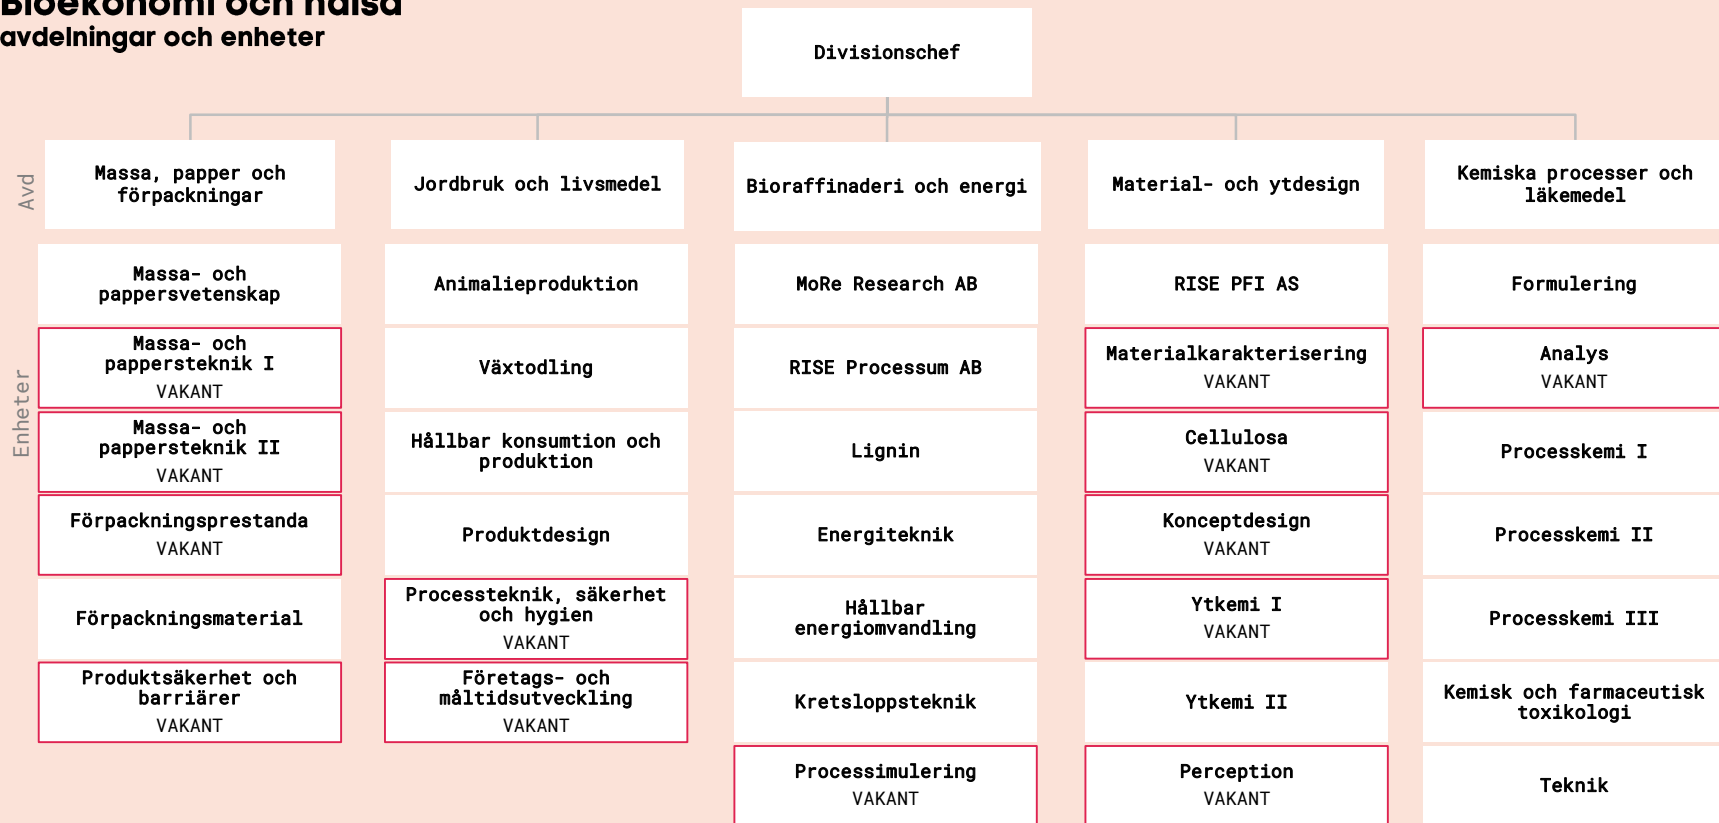 Bioekonomi och hälsa
avdelningar och enheter
Divisionschef
Avd
Massa, papper och
förpackningar
Jordbruk och livsmedel
Bioraffinaderi och energi
Material- och ytdesign
Kemiska processer och
läkemedel
Enheter
Massa- och
pappersvetenskap
Massa- och
pappersteknik I
VAKANT
Massa- och
pappersteknik II
VAKANT
Förpackningsprestanda
VAKANT
Förpackningsmaterial
Produktsäkerhet och
barriärer
VAKANT
Animalieproduktion
Växtodling
Hållbar konsumtion och
produktion
Produktdesign
Processteknik, säkerhet
och hygien
VAKANT
Företags- och
måltidsutveckling
VAKANT
MoRe Research AB
RISE Processum AB
Lignin
Energiteknik
Hållbar
energiomvandling
Kretsloppsteknik
Processimulering
VAKANT
RISE PFI AS
Materialkarakterisering
VAKANT
Cellulosa
VAKANT
Konceptdesign
VAKANT
Ytkemi I
VAKANT
Ytkemi II
Perception
VAKANT
Formulering
Analys
VAKANT
Processkemi I
Processkemi II
Processkemi III
Kemisk och farmaceutisk
toxikologi
Teknik